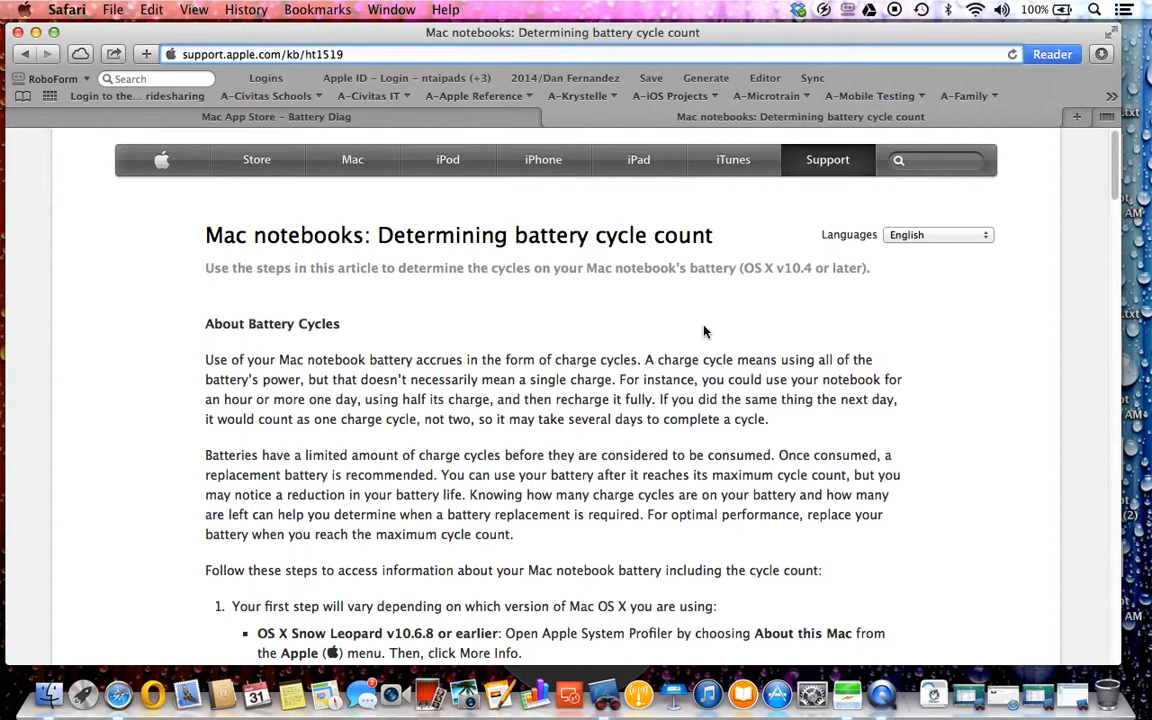 Safari File Edit View History Bookmarks Window Help 100%
Mac notebooks: Determining battery cycle count
support.apple.com/kb/ht1519 Reader
RoboForm Search Logins Apple ID – Login – ntaipads (+3) 2014/Dan Fernandez Save Generate Editor Sync
Login to the... ridesharing A-Civitas Schools A-Civitas IT A-Apple Reference A-Krystelle A-iOS Projects A-Microtrain A-Mobile Testing A-Family
Mac App Store – Battery Diag Mac notebooks: Determining battery cycle count
Store Mac iPod iPhone iPad iTunes Support
Mac notebooks: Determining battery cycle count
Languages English
Use the steps in this article to determine the cycles on your Mac notebook's battery (OS X v10.4 or later).
About Battery Cycles
Use of your Mac notebook battery accrues in the form of charge cycles. A charge cycle means using all of the
battery's power, but that doesn't necessarily mean a single charge. For instance, you could use your notebook for
an hour or more one day, using half its charge, and then recharge it fully. If you did the same thing the next day,
it would count as one charge cycle, not two, so it may take several days to complete a cycle.
Batteries have a limited amount of charge cycles before they are considered to be consumed. Once consumed, a
replacement battery is recommended. You can use your battery after it reaches its maximum cycle count, but you
may notice a reduction in your battery life. Knowing how many charge cycles are on your battery and how many
are left can help you determine when a battery replacement is required. For optimal performance, replace your
battery when you reach the maximum cycle count.
Follow these steps to access information about your Mac notebook battery including the cycle count:
1. Your first step will vary depending on which version of Mac OS X you are using:
▪ OS X Snow Leopard v10.6.8 or earlier: Open Apple System Profiler by choosing About this Mac from
the Apple () menu. Then, click More Info.
AM
.txt
AM
.txt
AM
(2)
31
2